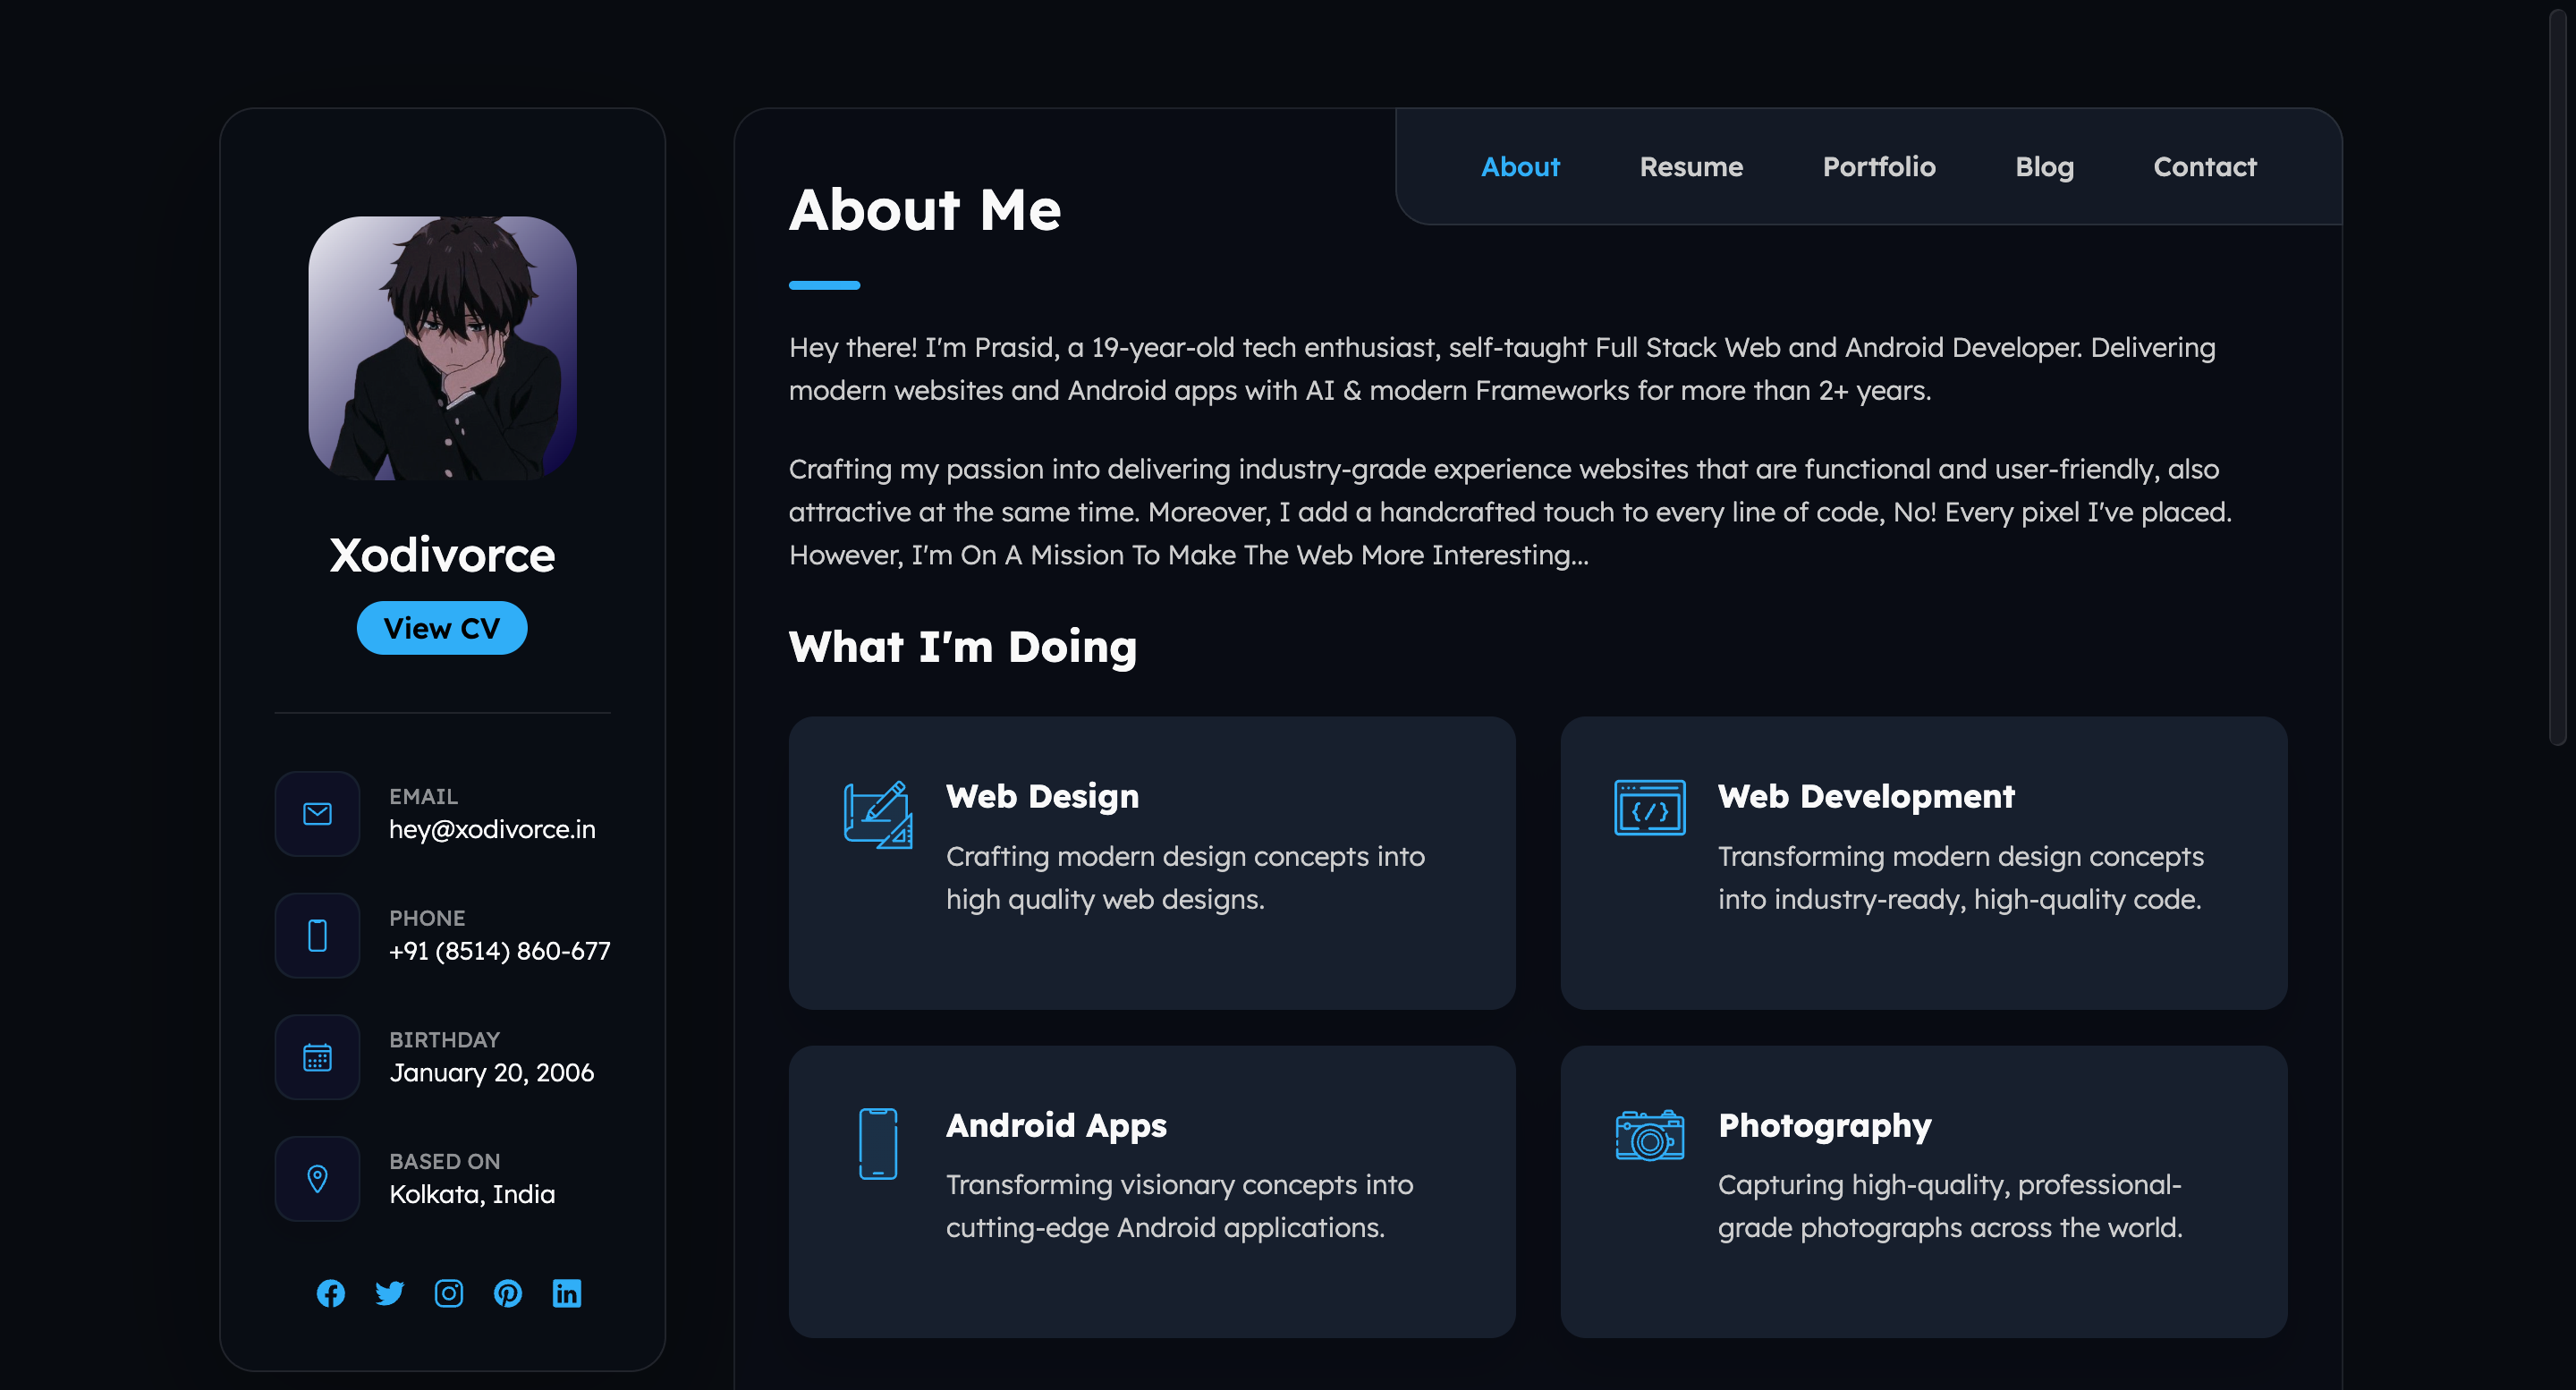 Xodivorce
View CV
EMAIL
hey@xodivorce.in
PHONE
+91 (8514) 860-677
BIRTHDAY
January 20, 2006
BASED ON
Kolkata, India
About
Resume
Portfolio
Blog
Contact
About Me
Hey there! I'm Prasid, a 19-year-old tech enthusiast, self-taught Full Stack Web and Android Developer. Delivering
modern websites and Android apps with AI & modern Frameworks for more than 2+ years.
Crafting my passion into delivering industry-grade experience websites that are functional and user-friendly, also
attractive at the same time. Moreover, I add a handcrafted touch to every line of code, No! Every pixel I've placed.
However, I'm On A Mission To Make The Web More Interesting...
What I'm Doing
Web Design
Crafting modern design concepts into
high quality web designs.
Web Development
Transforming modern design concepts
into industry-ready, high-quality code.
Android Apps
Transforming visionary concepts into
cutting-edge Android applications.
Photography
Capturing high-quality, professional-
grade photographs across the world.